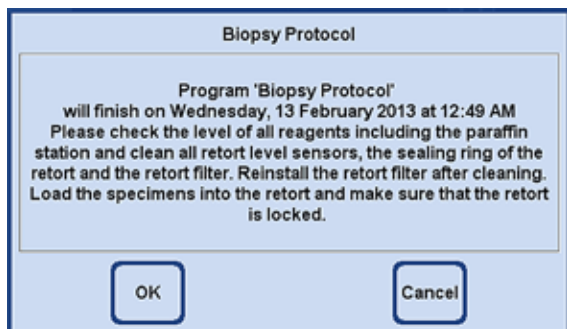 Biopsy Protocol
Program 'Biopsy Protocol'
will finish on Wednesday, 13 February 2013 at 12:49 AM
Please check the level of all reagents including the paraffin
station and clean all retort level sensors, the sealing ring of the
retort and the retort filter. Reinstall the retort filter after cleaning.
Load the specimens into the retort and make sure that the retort
is locked.
OK
Cancel